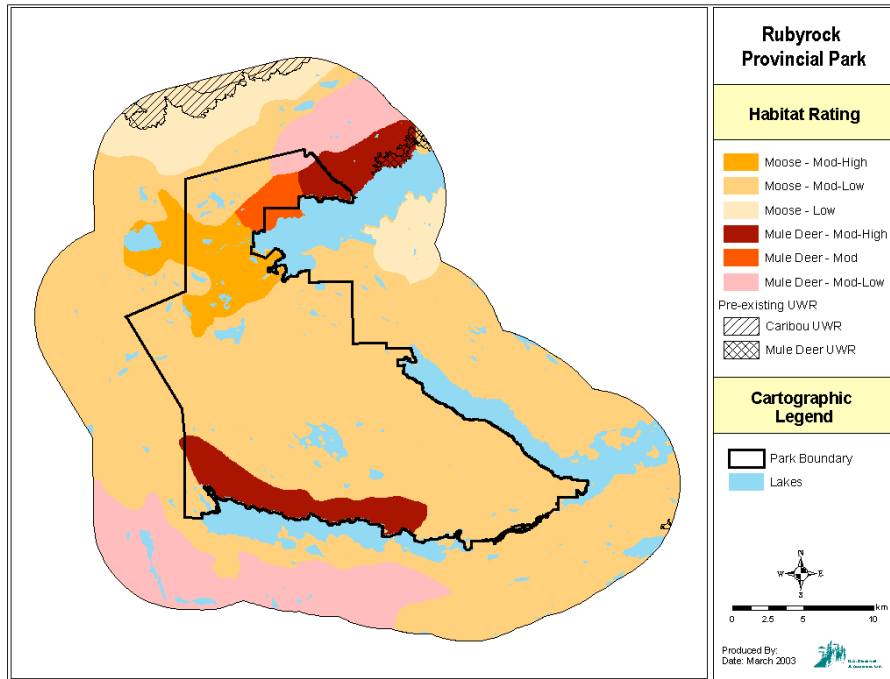 Rubyrock
Provincial Park
Habitat Rating
Moose - Mod-High
Moose - Mod-Low
Moose - Low
Mule Deer - Mod-High
Mule Deer - Mod
Mule Deer - Mod-Low
Pre-existing UWR
Caribou UWR
Mule Deer UWR
Cartographic
Legend
Park Boundary
Lakes
N
W E
S
0 2.5 5 10
km
Produced By:
Date: March 2003